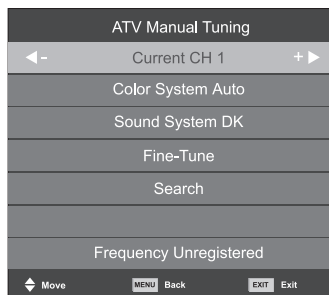 ATV Manual Tuning
- Current CH 1 +
Color System Auto
Sound System DK
Fine-Tune
Search
Frequency Unregistered
Move MENU Back EXIT Exit